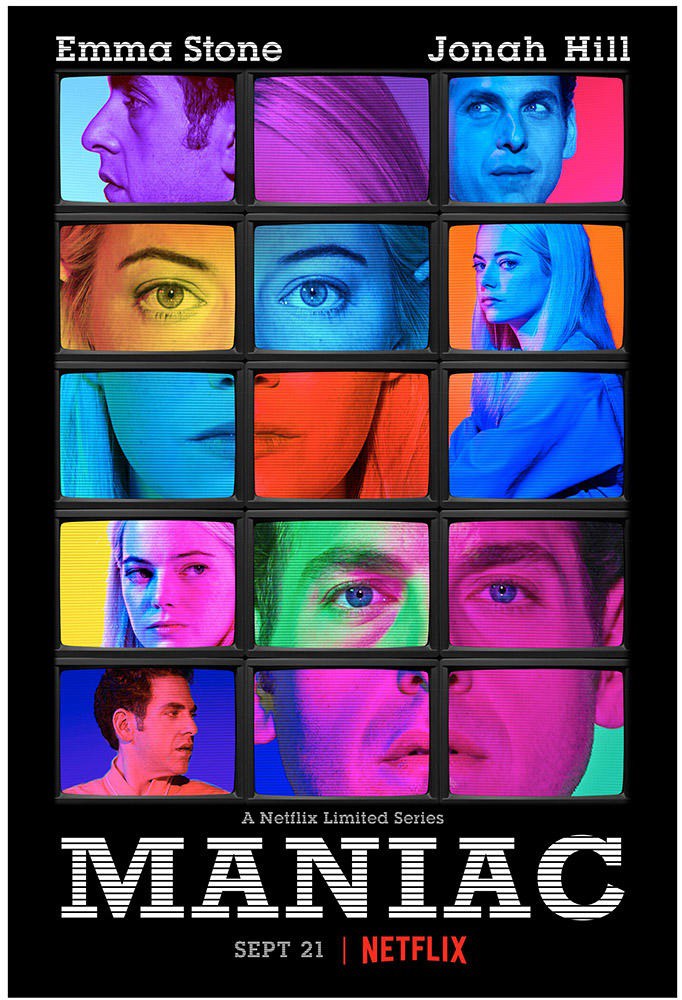 Emma Stone Jonah Hill
A Netflix Limited Series
MANIAC
SEPT 21 | NETFLIX